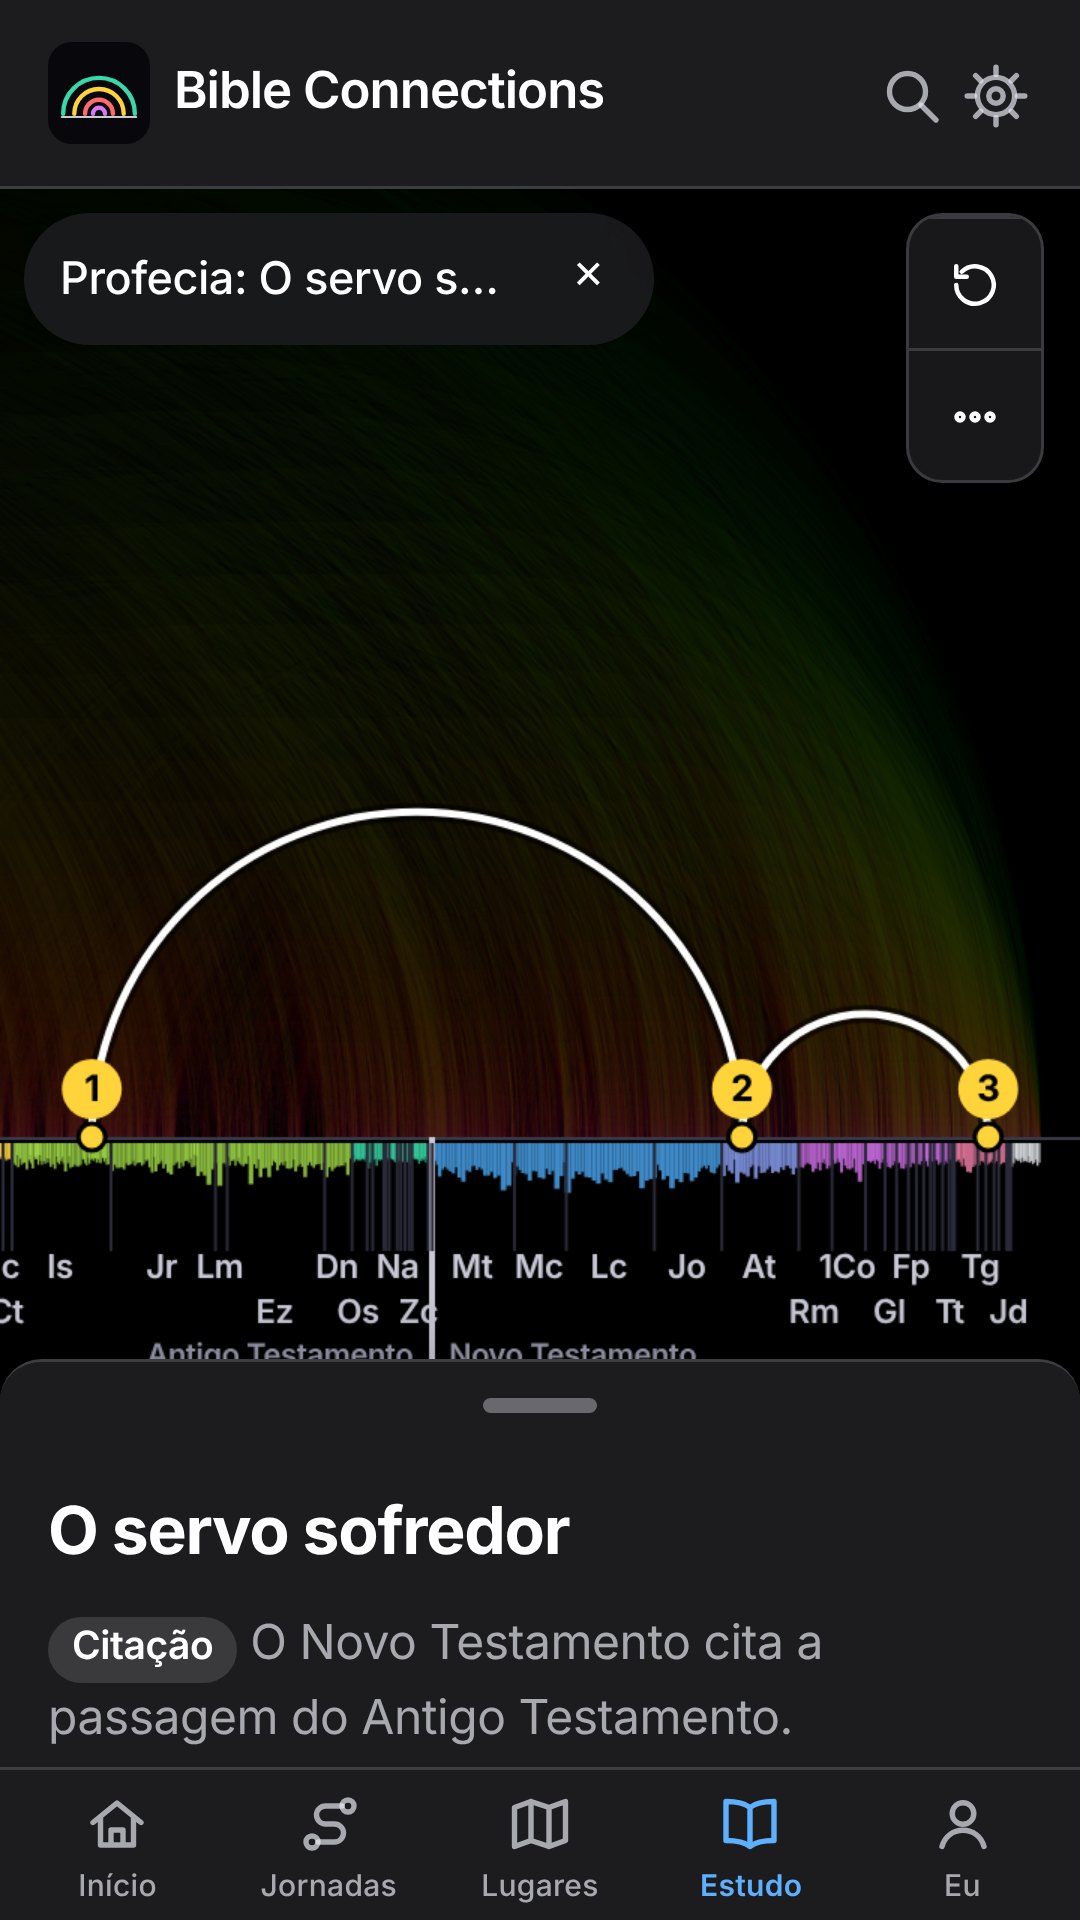 Bible Connections
Profecia: O servo s...
1
2
3
c Is Jr Lm Dn Na Mt Mc Lc Jo At 1Co Fp Tg
Ct Ez Os Zc Rm Gl Tt Jd
Antigo Testamento Novo Testamento
O servo sofredor
Citação O Novo Testamento cita a
passagem do Antigo Testamento.
Início Jornadas Lugares Estudo Eu